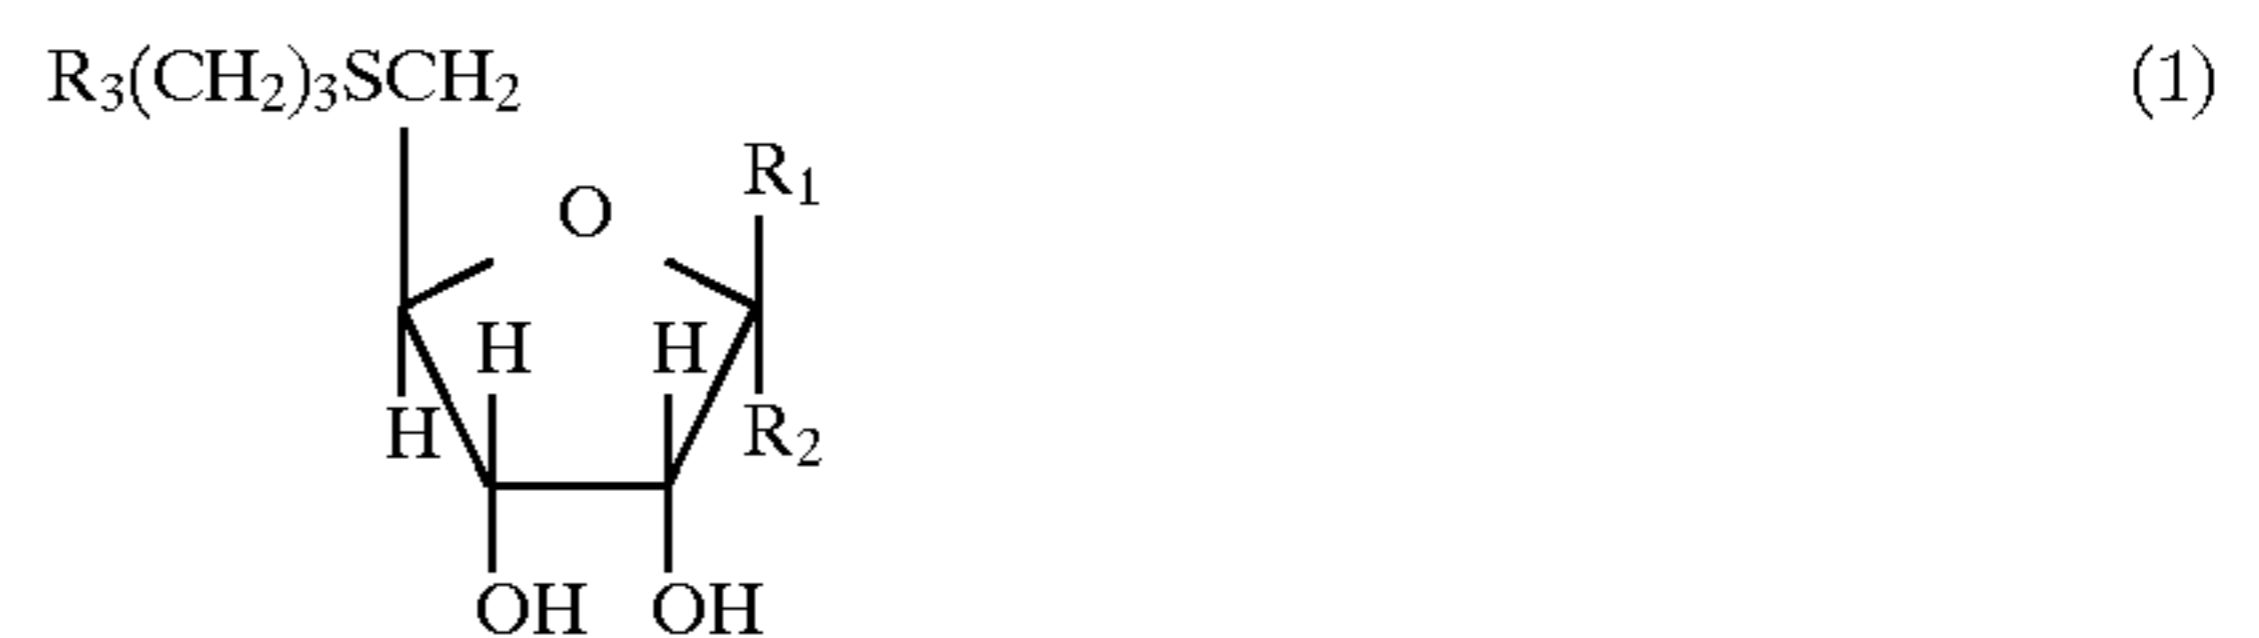 R₃(CH₂)₃SCH₂ (1)
R₁
O
H H
H R₂
OH OH